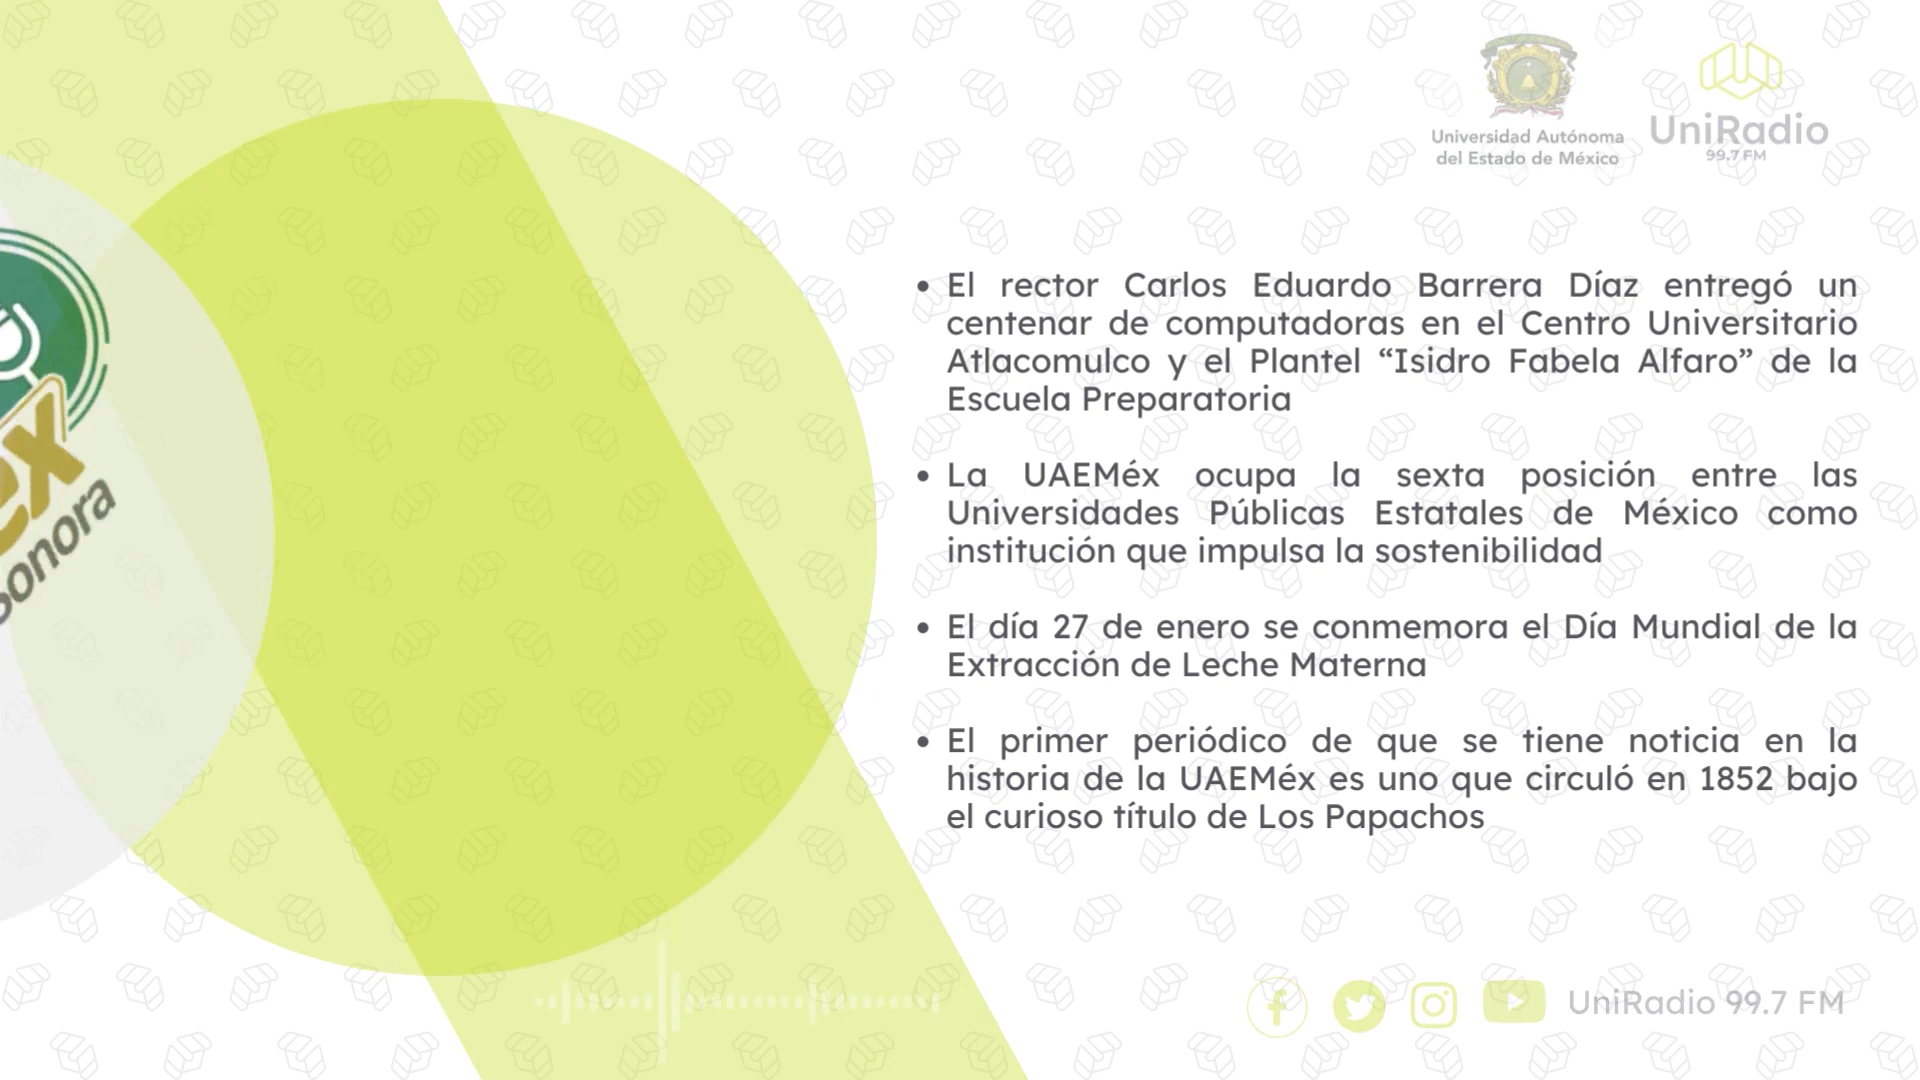 Universidad Autónoma
del Estado de México
UniRadio
99.7 FM
• El rector Carlos Eduardo Barrera Díaz entregó un
centenar de computadoras en el Centro Universitario
Atlacomulco y el Plantel “Isidro Fabela Alfaro” de la
Escuela Preparatoria
• La UAEMéx ocupa la sexta posición entre las
Universidades Públicas Estatales de México como
institución que impulsa la sostenibilidad
• El día 27 de enero se conmemora el Día Mundial de la
Extracción de Leche Materna
• El primer periódico de que se tiene noticia en la
historia de la UAEMéx es uno que circuló en 1852 bajo
el curioso título de Los Papachos
ex
sonora
UniRadio 99.7 FM